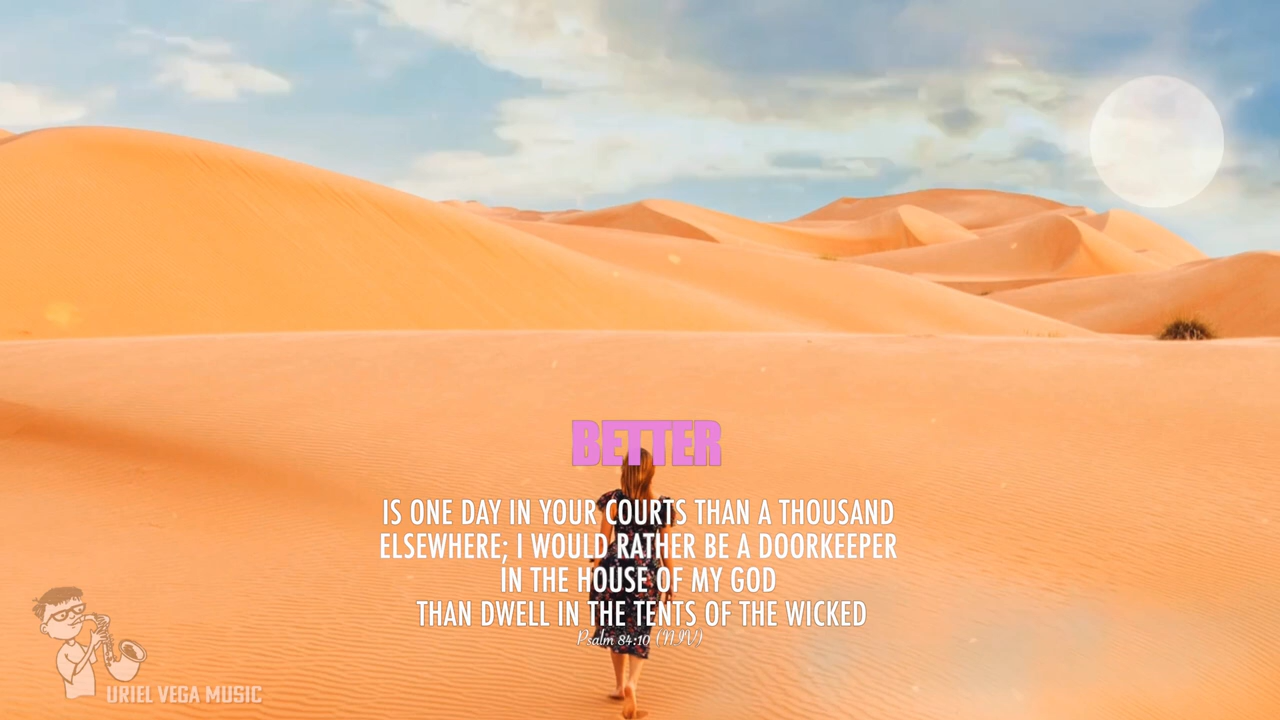 BETTER
IS ONE DAY IN YOUR COURTS THAN A THOUSAND
ELSEWHERE; I WOULD RATHER BE A DOORKEEPER
IN THE HOUSE OF MY GOD
THAN DWELL IN THE TENTS OF THE WICKED
Psalm 84:10 (NIV)
URIEL VEGA MUSIC